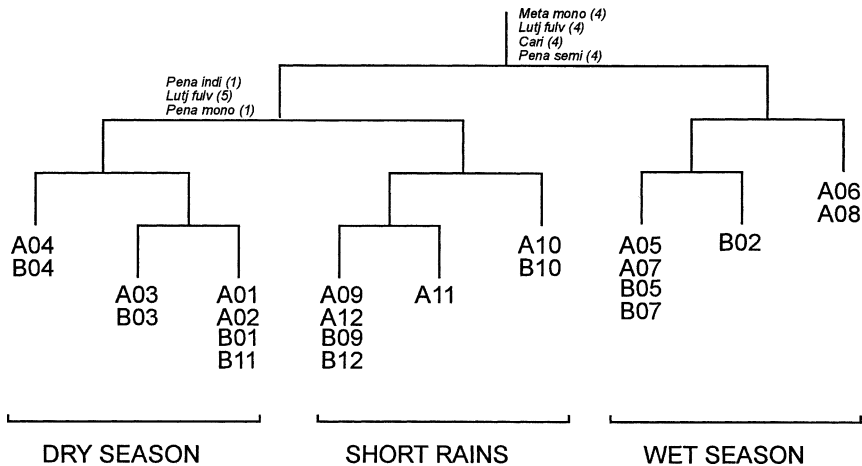 Meta mono (4)
Lutj fulv (4)
Cari (4)
Pena semi (4)
Pena indi (1)
Lutj fulv (5)
Pena mono (1)
A04
B04
A03
B03
A01
A02
B01
B11
A09
A12
B09
B12
A11
A10
B10
A05
A07
B05
B07
B02
A06
A08
DRY SEASON
SHORT RAINS
WET SEASON